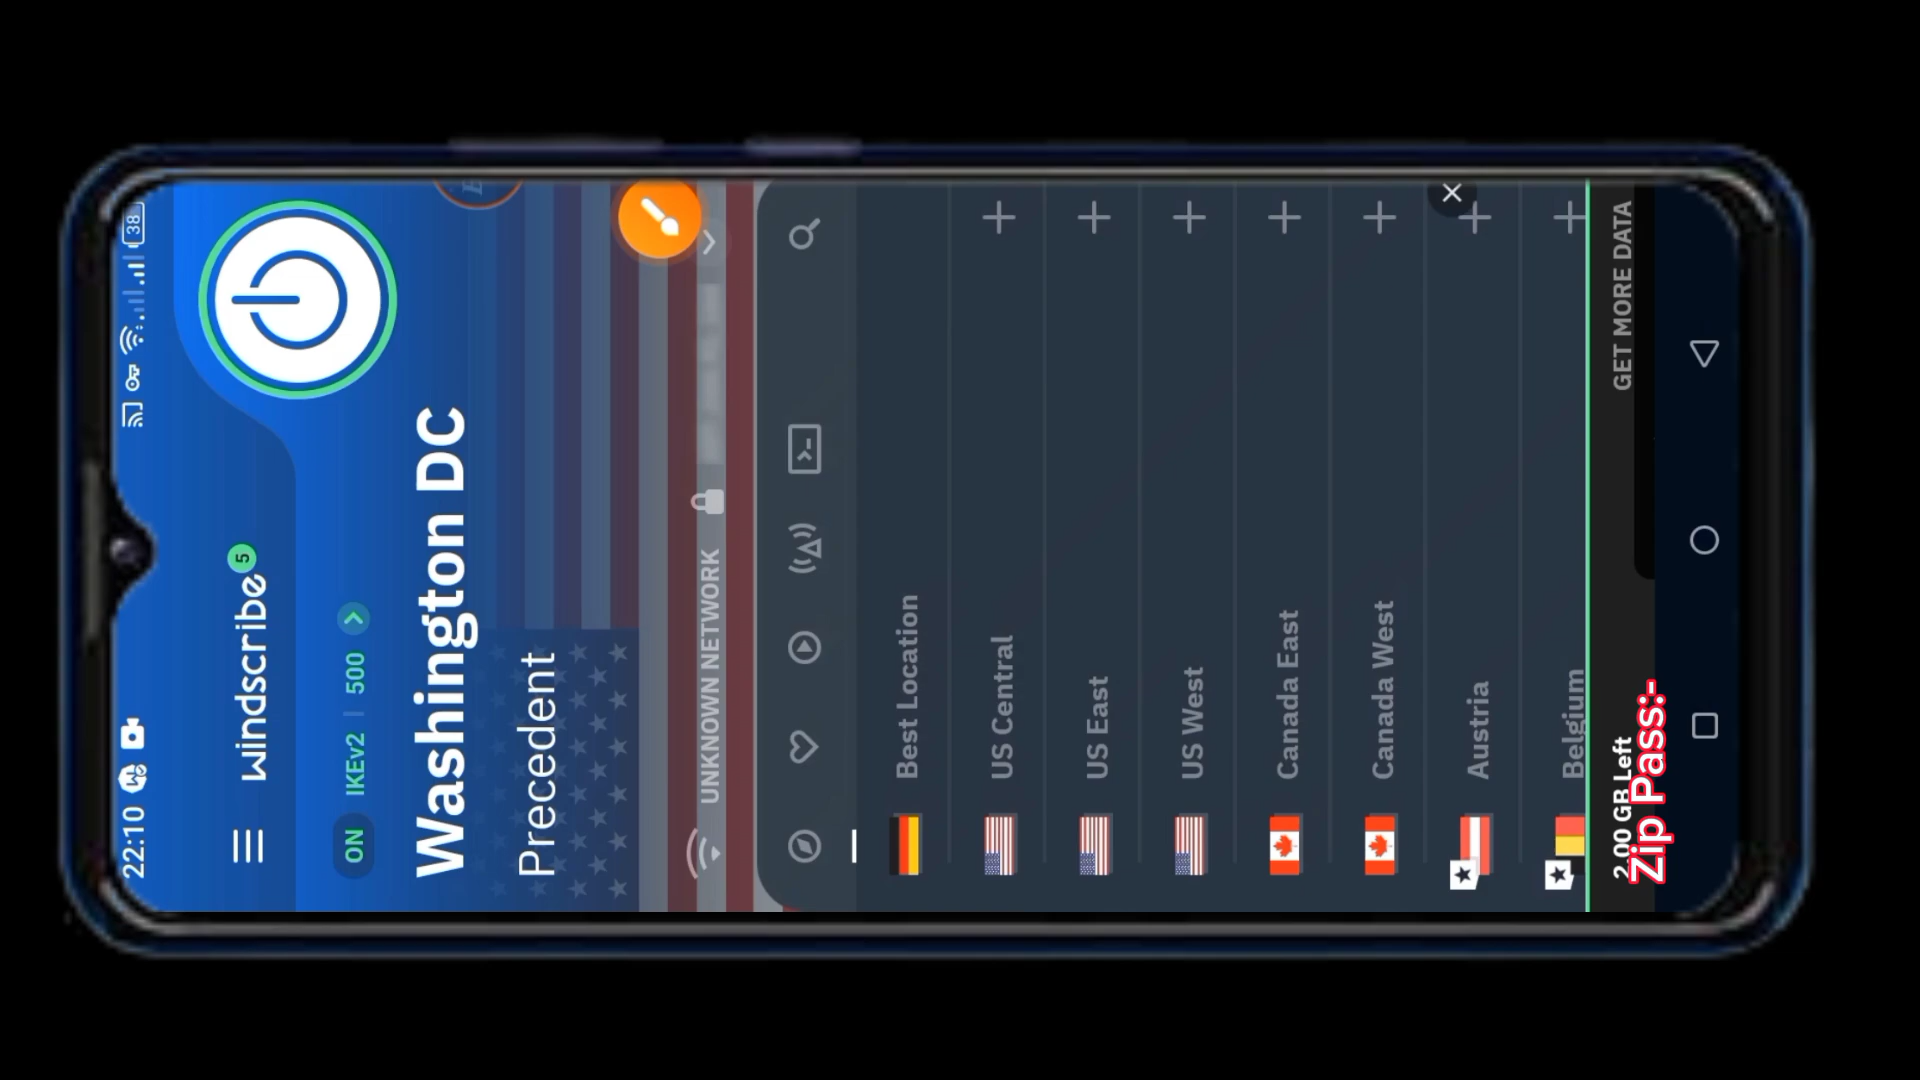 22:10
38
windscribe
5
ON IKEv2 | 500
Washington DC
Precedent
UNKNOWN NETWORK
Best Location
US Central
US East
US West
Canada East
Canada West
Austria
Belgium
2.00 GB Left
GET MORE DATA
Zip Pass:-